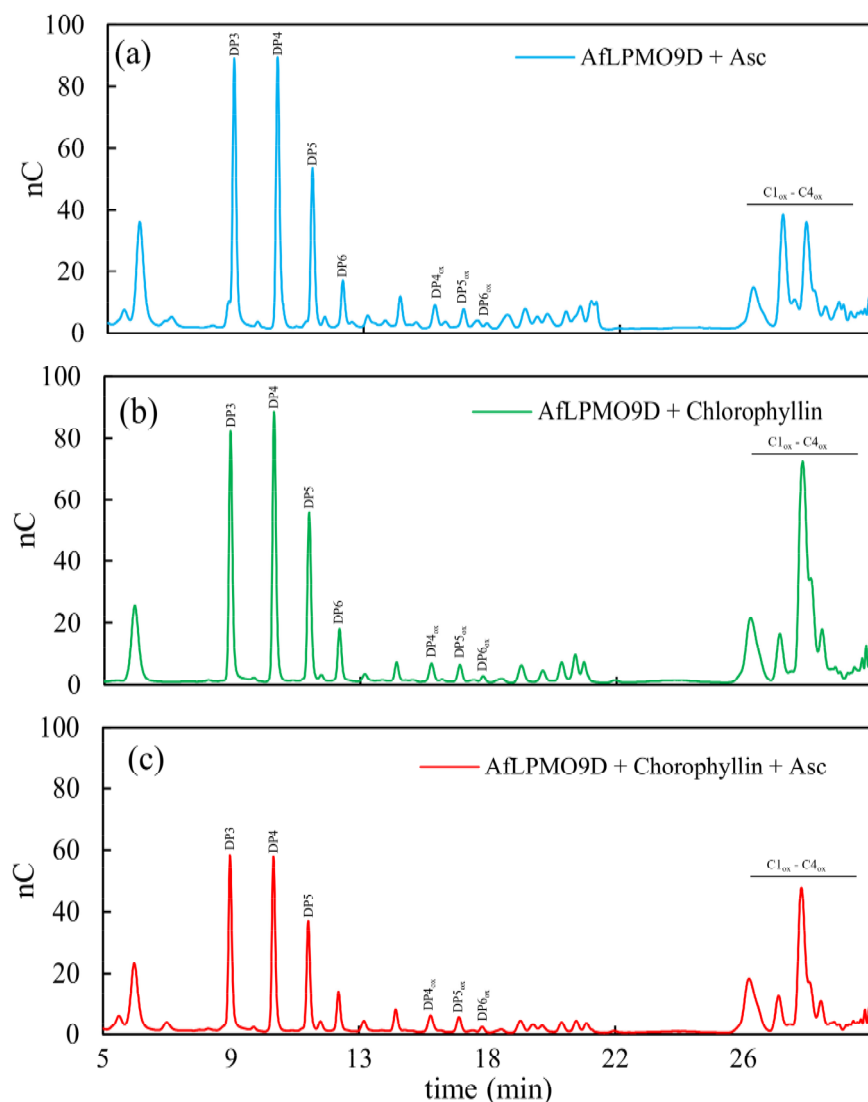 (a)
AfLPMO9D + Asc
100
80
60
40
20
0
nC
DP3
DP4
DP5
DP6
DP4ox
DP5ox
DP6ox
C1ox - C4ox
(b)
AfLPMO9D + Chlorophyllin
100
80
60
40
20
0
nC
DP3
DP4
DP5
DP6
DP4ox
DP5ox
DP6ox
C1ox - C4ox
(c)
AfLPMO9D + Chorophyllin + Asc
100
80
60
40
20
0
nC
DP3
DP4
DP5
DP4ox
DP5ox
DP6ox
C1ox - C4ox
5 9 13 18 22 26
time (min)